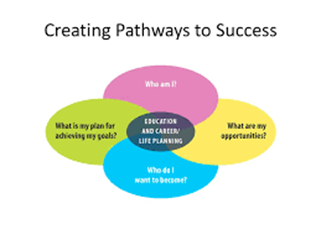 Creating Pathways to Success
Who am I?
What is my plan for
achieving my goals?
EDUCATION
AND CAREER/
LIFE PLANNING
What are my
opportunities?
Who do I
want to become?